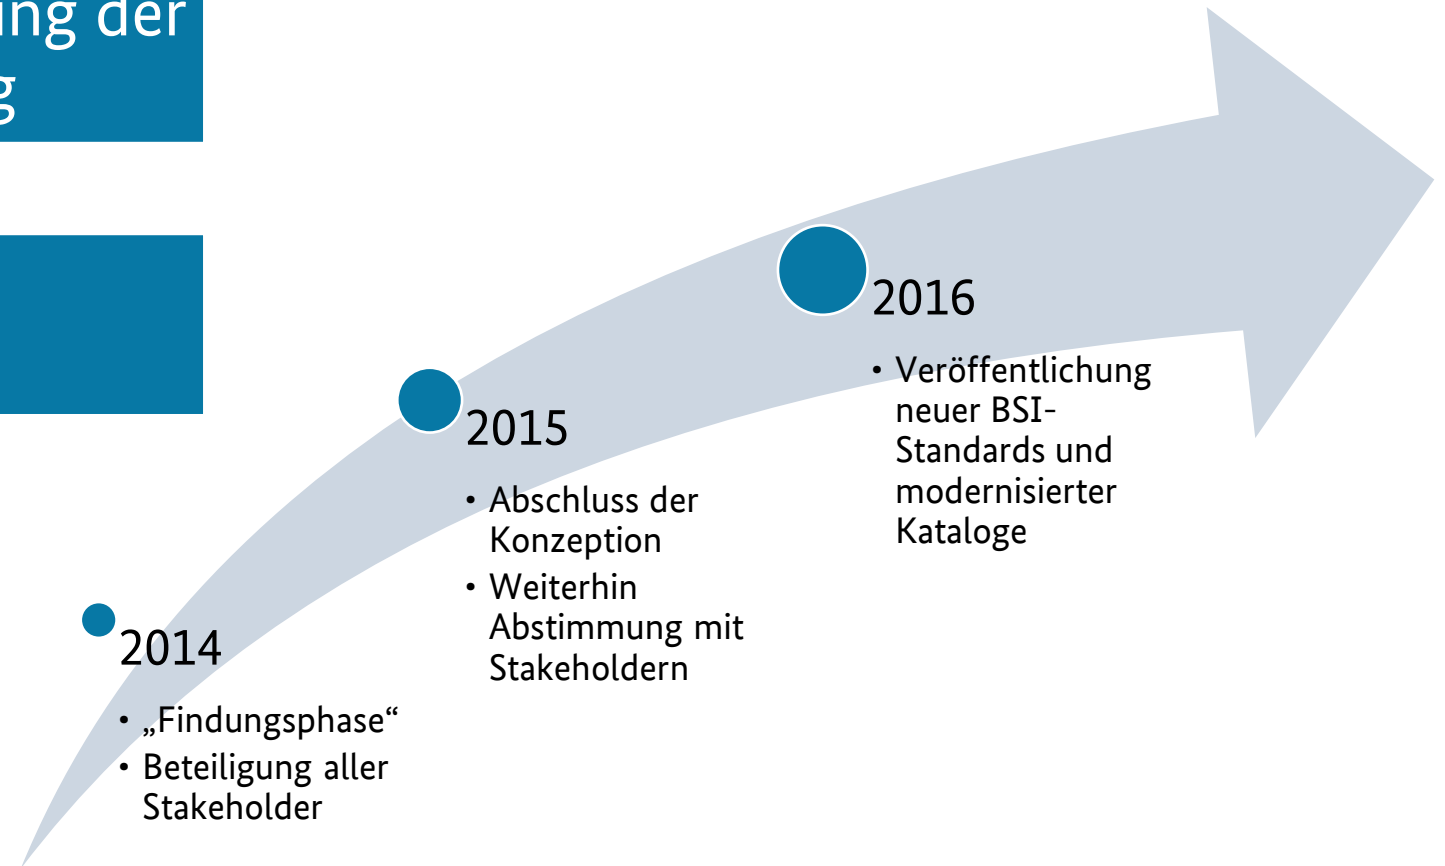 ing der
g
2016
• Veröffentlichung
neuer BSI-
Standards und
modernisierter
Kataloge
2015
• Abschluss der
Konzeption
• Weiterhin
Abstimmung mit
Stakeholdern
2014
• „Findungsphase“
• Beteiligung aller
Stakeholder